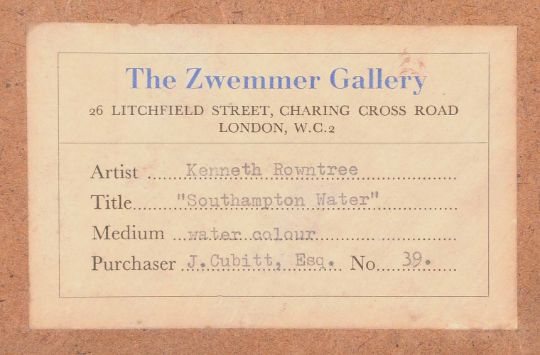 The Zwemmer Gallery
26 LITCHFIELD STREET, CHARING CROSS ROAD
LONDON, W.C.2
Artist ..... Kenneth Rowntree
Title..... "Southampton Water"
Medium ..... water colour
Purchaser J.Cubitt, Esq. No. 39.